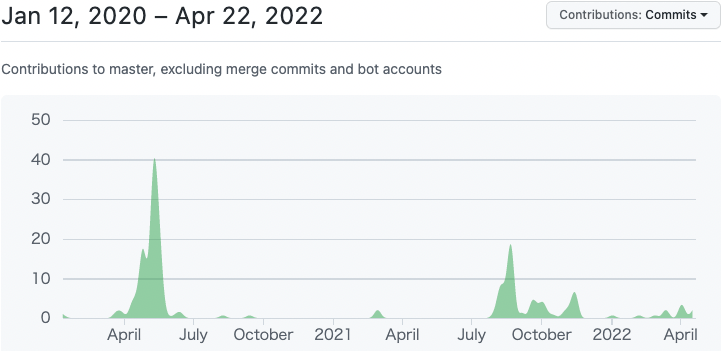 Jan 12, 2020 – Apr 22, 2022
Contributions: Commits
Contributions to master, excluding merge commits and bot accounts
50
40
30
20
10
0
April July October 2021 April July October 2022 April